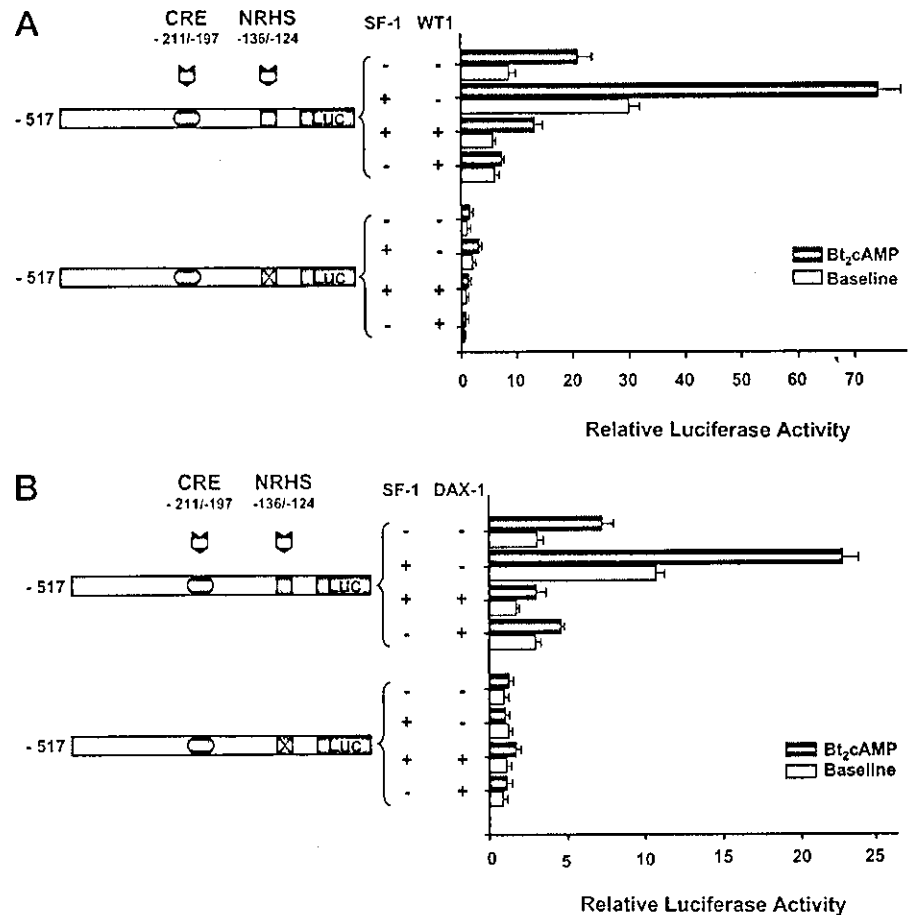 A
CRE NRHS SF-1 WT1
-211/-197 -136/-124
- -
+ -
- 517 LUC + +
- +
- -
+ -
- 517 LUC + +
- +
Bt₂cAMP
Baseline
0 10 20 30 40 50 60 70
Relative Luciferase Activity
B
CRE NRHS SF-1 DAX-1
-211/-197 -136/-124
- -
+ -
- 517 LUC + +
- +
- -
+ -
- 517 LUC + +
- +
Bt₂cAMP
Baseline
0 5 10 15 20 25
Relative Luciferase Activity